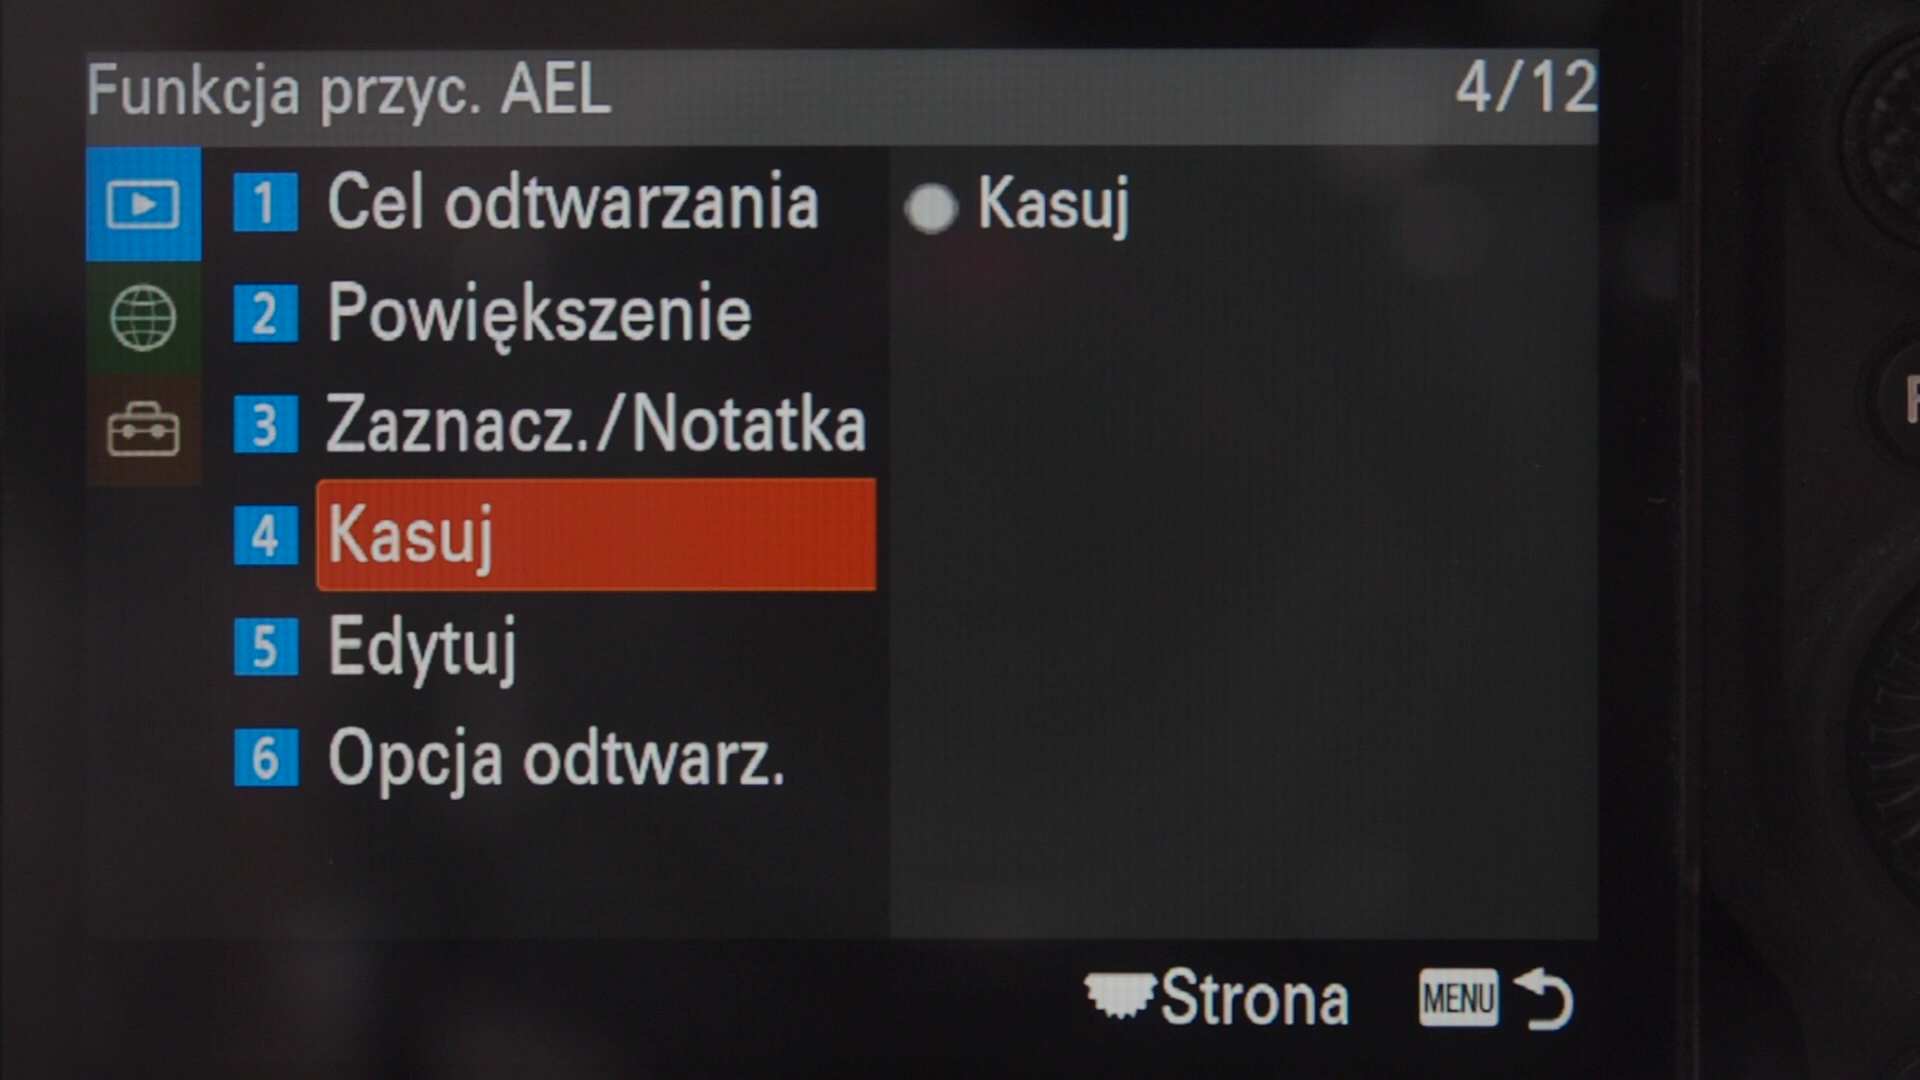 Funkcja przyc. AEL 4/12
1 Cel odtwarzania
Kasuj
2 Powiększenie
3 Zaznacz./Notatka
4 Kasuj
5 Edytuj
6 Opcja odtwarz.
Strona MENU